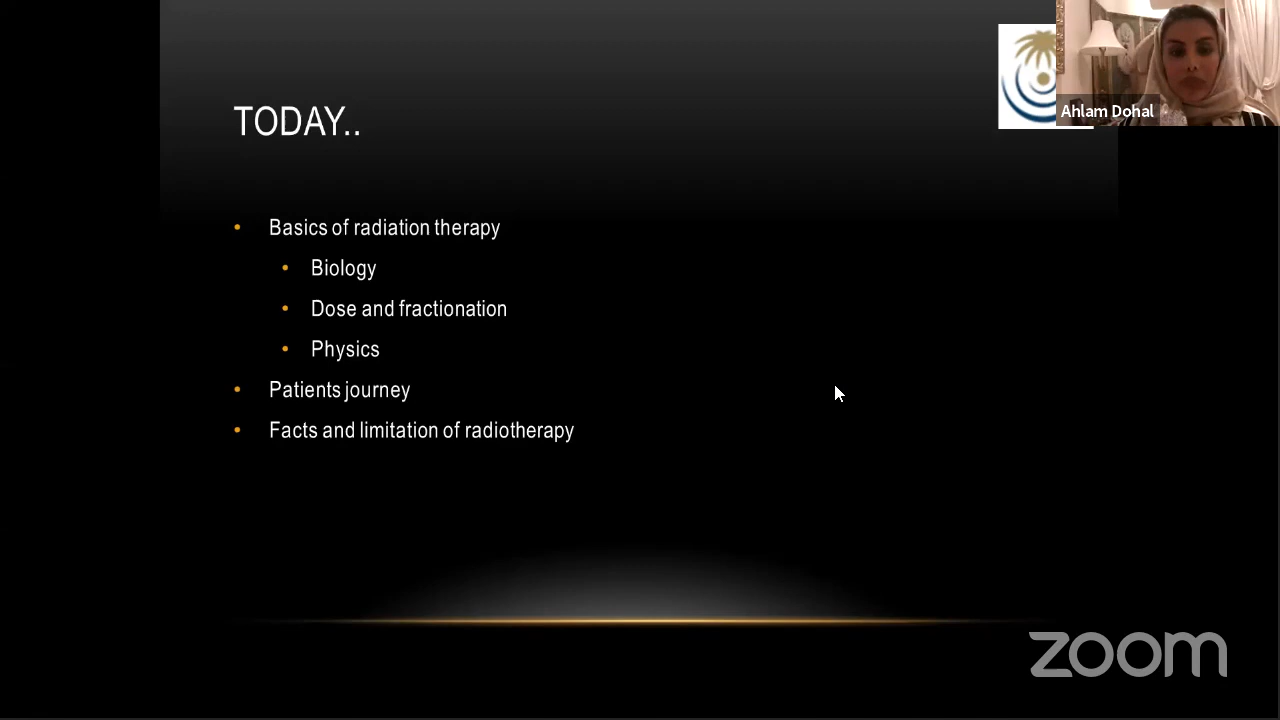 TODAY..
Ahlam Dohal
Basics of radiation therapy
Biology
Dose and fractionation
Physics
Patients journey
Facts and limitation of radiotherapy
zoom